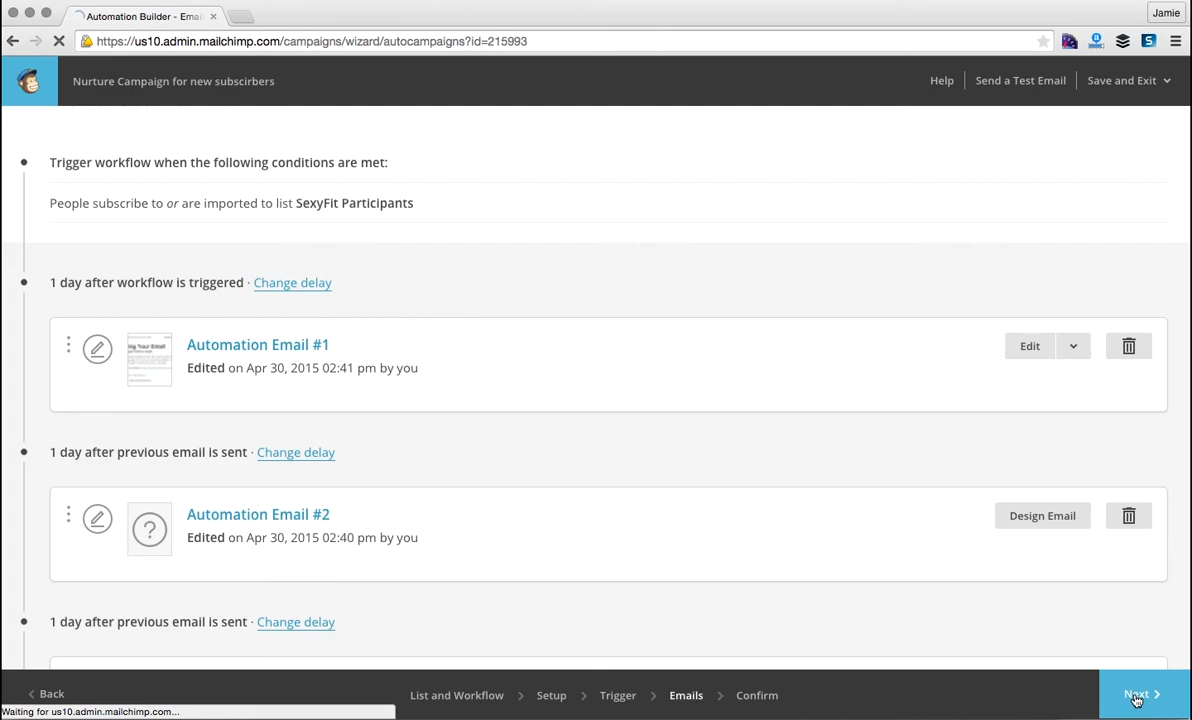 Automation Builder - Emai
Jamie
https://us10.admin.mailchimp.com/campaigns/wizard/autocampaigns?id=215993
Nurture Campaign for new subscirbers
Help
Send a Test Email
Save and Exit
Trigger workflow when the following conditions are met:
People subscribe to or are imported to list SexyFit Participants
1 day after workflow is triggered · Change delay
Automation Email #1
Edited on Apr 30, 2015 02:41 pm by you
Edit
1 day after previous email is sent · Change delay
Automation Email #2
Edited on Apr 30, 2015 02:40 pm by you
Design Email
1 day after previous email is sent · Change delay
Back
List and Workflow
Setup
Trigger
Emails
Confirm
Next
Waiting for us10.admin.mailchimp.com...